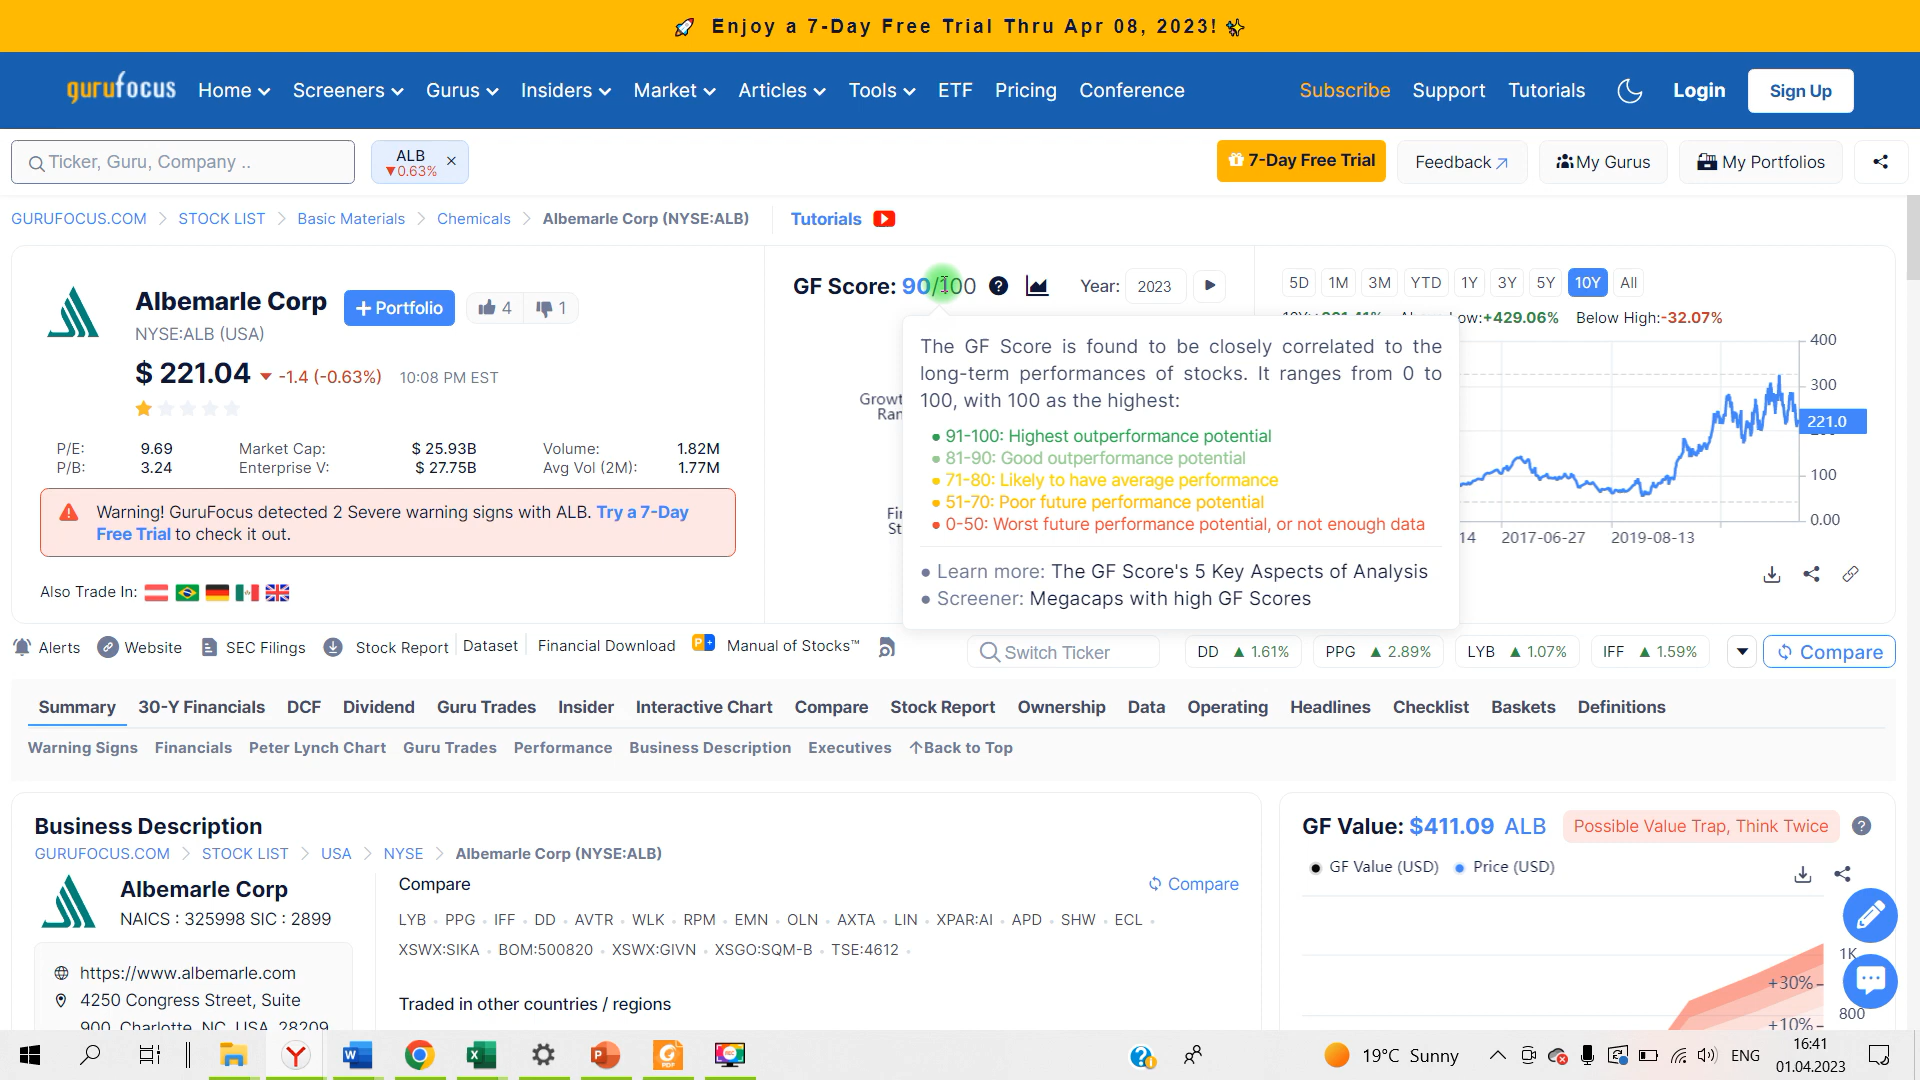 Enjoy a 7-Day Free Trial Thru Apr 08, 2023!
gurufocus Home Screeners Gurus Insiders Market Articles Tools ETF Pricing Conference Subscribe Support Tutorials Login Sign Up
Ticker, Guru, Company ..
ALB
▼0.63%
7-Day Free Trial Feedback My Gurus My Portfolios
GURUFOCUS.COM STOCK LIST Basic Materials Chemicals Albemarle Corp (NYSE:ALB) Tutorials
Albemarle Corp + Portfolio 4 1
NYSE:ALB (USA)
$ 221.04 -1.4 (-0.63%) 10:08 PM EST
P/E: 9.69 Market Cap: $ 25.93B Volume: 1.82M
P/B: 3.24 Enterprise V: $ 27.75B Avg Vol (2M): 1.77M
Warning! GuruFocus detected 2 Severe warning signs with ALB. Try a 7-Day
Free Trial to check it out.
Also Trade In:
GF Score: 90/100 Year: 2023
The GF Score is found to be closely correlated to the
long-term performances of stocks. It ranges from 0 to
100, with 100 as the highest:
91-100: Highest outperformance potential
81-90: Good outperformance potential
71-80: Likely to have average performance
51-70: Poor future performance potential
0-50: Worst future performance potential, or not enough data
Learn more: The GF Score's 5 Key Aspects of Analysis
Screener: Megacaps with high GF Scores
5D 1M 3M YTD 1Y 3Y 5Y 10Y All
+429.06% Below High:-32.07%
400
300
221.0
100
0.00
14 2017-06-27 2019-08-13
Alerts Website SEC Filings Stock Report Dataset Financial Download Manual of Stocks™
Switch Ticker DD ▲ 1.61% PPG ▲ 2.89% LYB ▲ 1.07% IFF ▲ 1.59% Compare
Summary 30-Y Financials DCF Dividend Guru Trades Insider Interactive Chart Compare Stock Report Ownership Data Operating Headlines Checklist Baskets Definitions
Warning Signs Financials Peter Lynch Chart Guru Trades Performance Business Description Executives ↑Back to Top
Business Description
GURUFOCUS.COM STOCK LIST USA NYSE Albemarle Corp (NYSE:ALB)
Albemarle Corp
NAICS : 325998 SIC : 2899
https://www.albemarle.com
4250 Congress Street, Suite
900, Charlotte, NC, USA, 28209
Compare Compare
LYB PPG IFF DD AVTR WLK RPM EMN OLN AXTA LIN XPAR:AI APD SHW ECL
XSWX:SIKA BOM:500820 XSWX:GIVN XSGO:SQM-B TSE:4612
Traded in other countries / regions
GF Value: $411.09 ALB Possible Value Trap, Think Twice
GF Value (USD) Price (USD)
1K
+30%
800
+10%
19°C Sunny ENG
16:41
01.04.2023